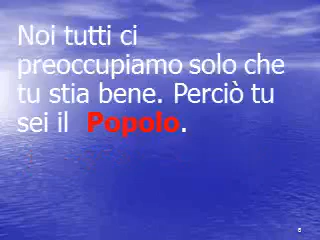 Noi tutti ci
preoccupiamo solo che
tu stia bene. Perciò tu
sei il Popolo.
6